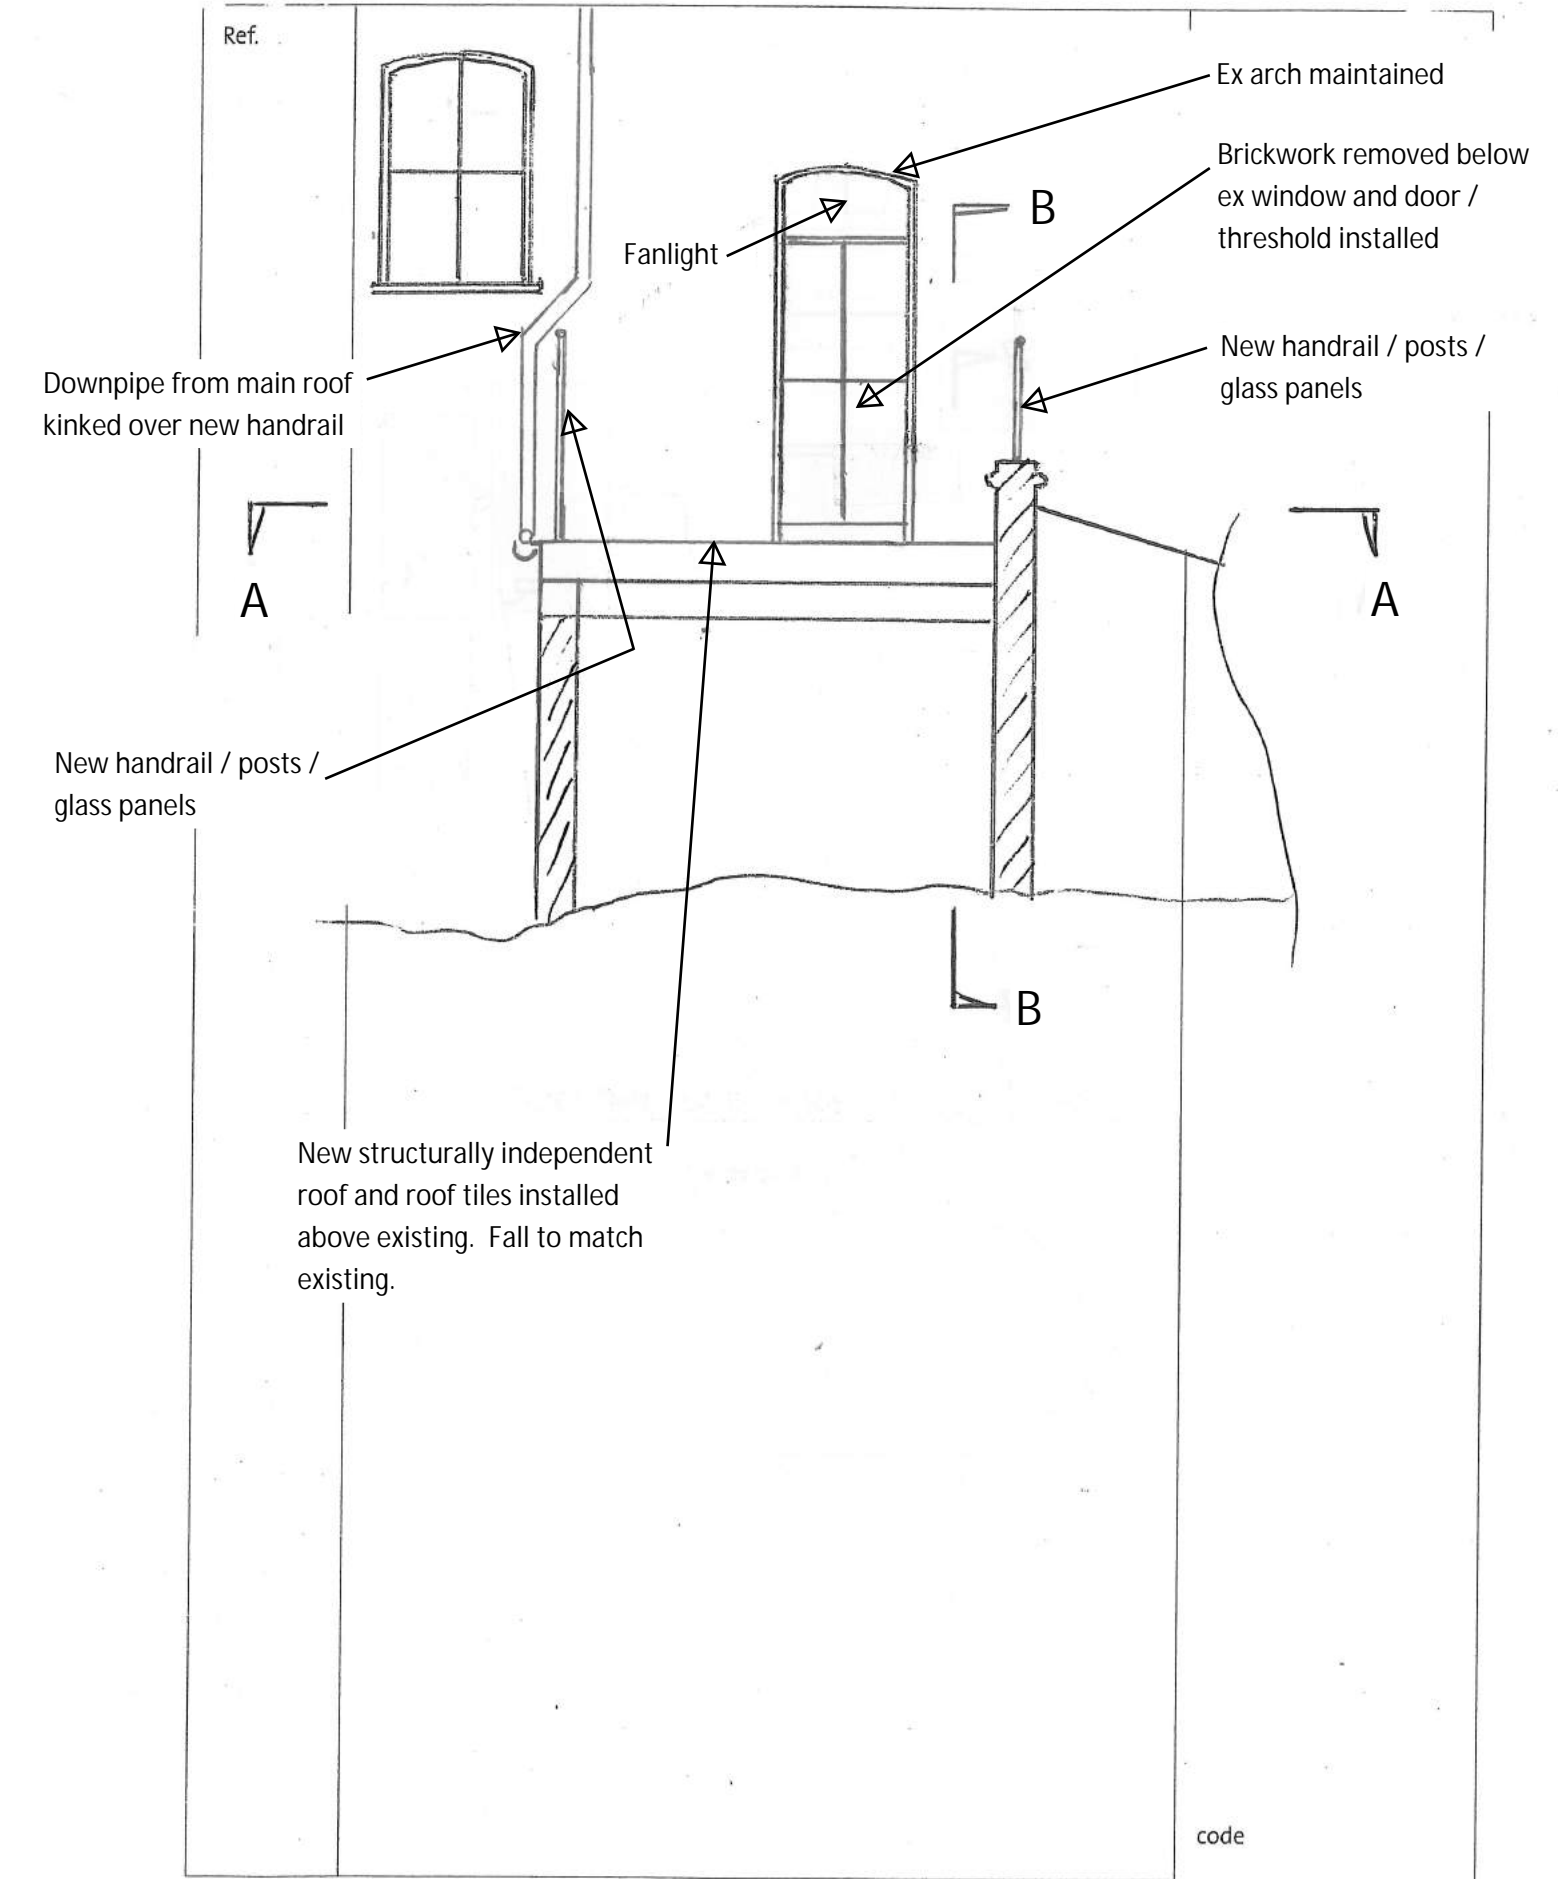 Ref.
Ex arch maintained
Brickwork removed below
ex window and door /
threshold installed
B
Fanlight
New handrail / posts /
glass panels
Downpipe from main roof
kinked over new handrail
A
A
New handrail / posts /
glass panels
B
New structurally independent
roof and roof tiles installed
above existing.  Fall to match
existing.
code